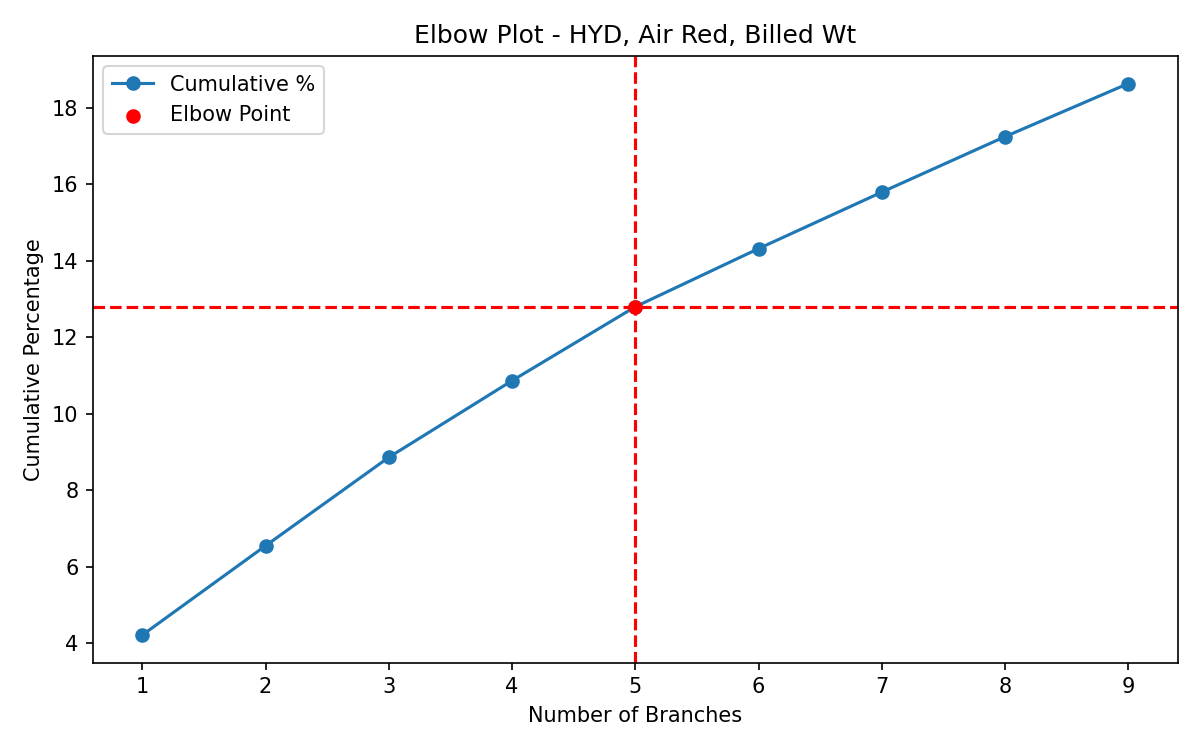 Elbow Plot - HYD, Air Red, Billed Wt
Cumulative %
Elbow Point
Cumulative Percentage
18
16
14
12
10
8
6
4
1 2 3 4 5 6 7 8 9
Number of Branches